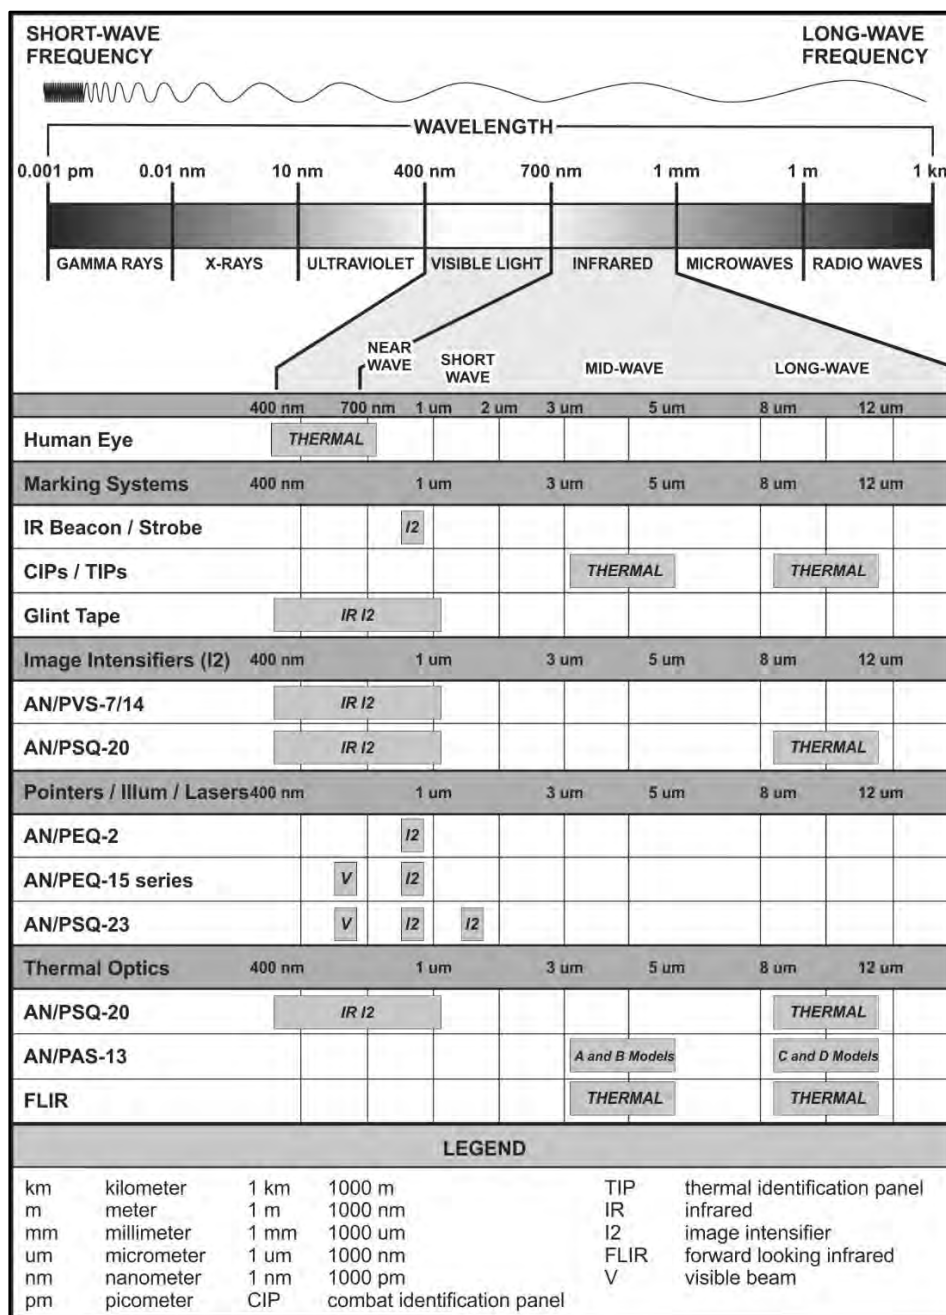 SHORT-WAVE FREQUENCY
LONG-WAVE FREQUENCY
WAVELENGTH
0.001 pm 0.01 nm 10 nm 400 nm 700 nm 1 mm 1 m 1 km
GAMMA RAYS X-RAYS ULTRAVIOLET VISIBLE LIGHT INFRARED MICROWAVES RADIO WAVES
NEAR WAVE SHORT WAVE MID-WAVE LONG-WAVE
400 nm 700 nm 1 um 2 um 3 um 5 um 8 um 12 um
Human Eye THERMAL
Marking Systems 400 nm 1 um 3 um 5 um 8 um 12 um
IR Beacon / Strobe I2
CIPs / TIPs THERMAL THERMAL
Glint Tape IR I2
Image Intensifiers (I2) 400 nm 1 um 3 um 5 um 8 um 12 um
AN/PVS-7/14 IR I2
AN/PSQ-20 IR I2 THERMAL
Pointers / Illum / Lasers 400 nm 1 um 3 um 5 um 8 um 12 um
AN/PEQ-2 I2
AN/PEQ-15 series V I2
AN/PSQ-23 V I2 I2
Thermal Optics 400 nm 1 um 3 um 5 um 8 um 12 um
AN/PSQ-20 IR I2 THERMAL
AN/PAS-13 A and B Models C and D Models
FLIR THERMAL THERMAL
LEGEND
km kilometer 1 km 1000 m TIP thermal identification panel
m meter 1 m 1000 nm IR infrared
mm millimeter 1 mm 1000 um I2 image intensifier
um micrometer 1 um 1000 nm FLIR forward looking infrared
nm nanometer 1 nm 1000 pm V visible beam
pm picometer CIP combat identification panel